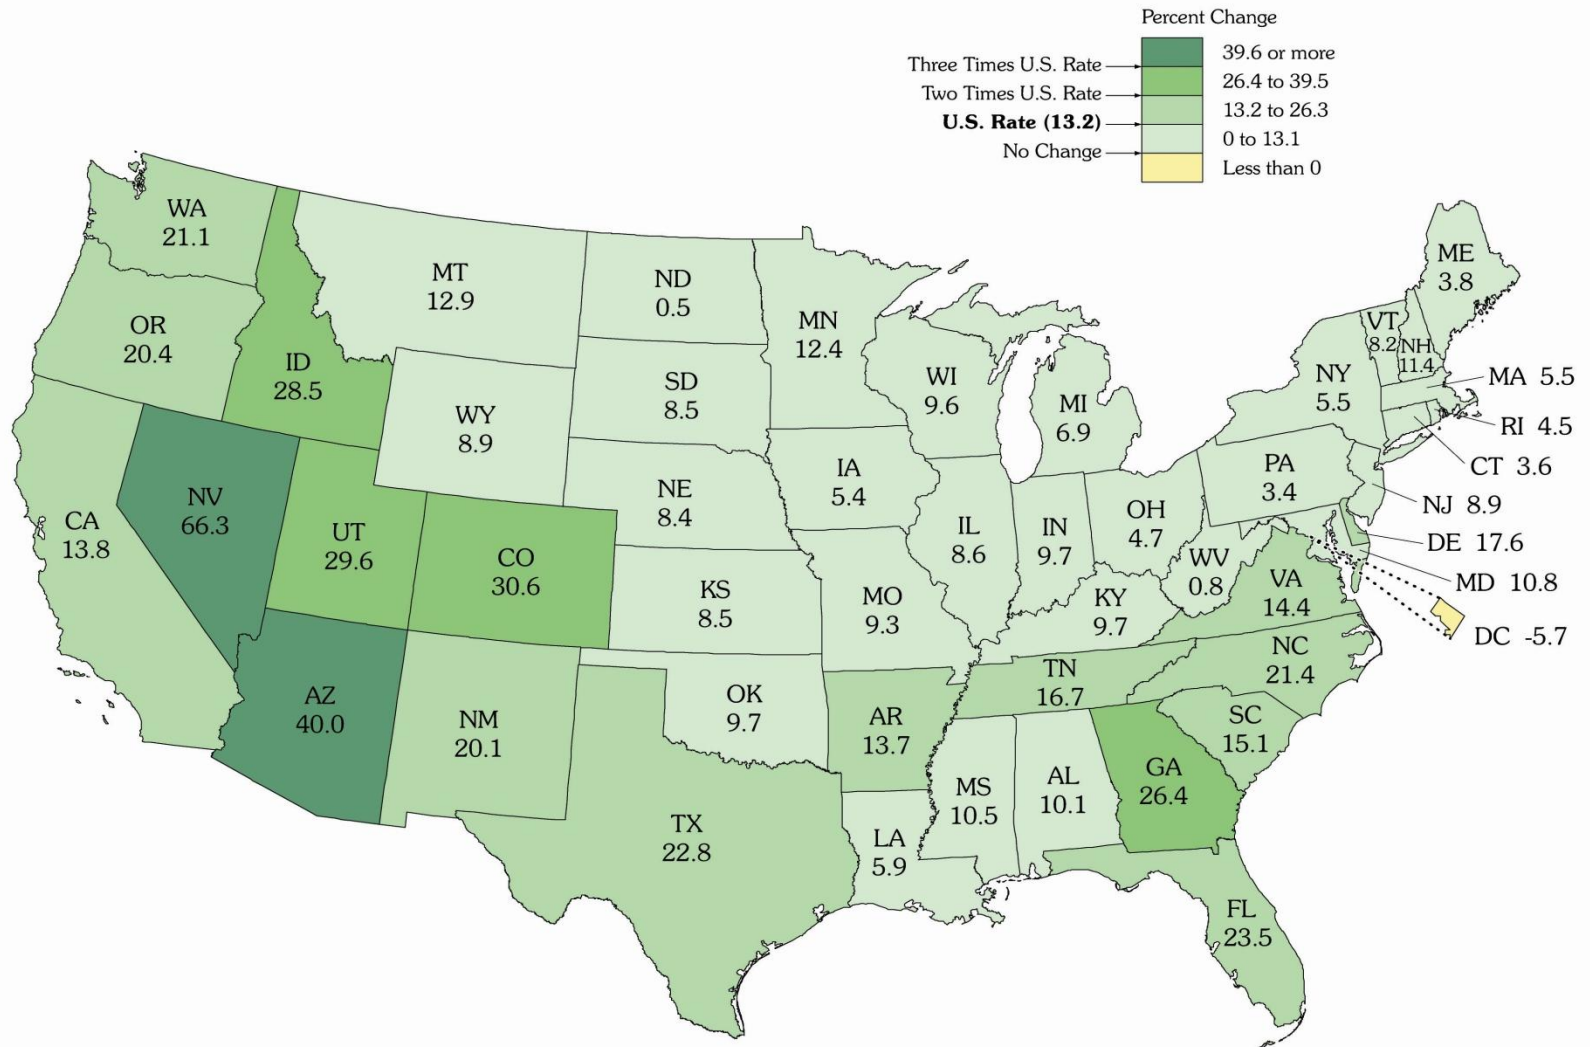 Percent Change
Three Times U.S. Rate
Two Times U.S. Rate
U.S. Rate (13.2)
No Change
39.6 or more
26.4 to 39.5
13.2 to 26.3
0 to 13.1
Less than 0
WA
21.1
OR
20.4
ID
28.5
MT
12.9
ND
0.5
MN
12.4
SD
8.5
WY
8.9
WI
9.6
MI
6.9
NY
5.5
VT
8.2
NH
11.4
ME
3.8
MA 5.5
RI 4.5
CT 3.6
NJ 8.9
DE 17.6
MD 10.8
DC -5.7
CA
13.8
NV
66.3
UT
29.6
CO
30.6
NE
8.4
KS
8.5
IA
5.4
MO
9.3
IL
8.6
IN
9.7
OH
4.7
PA
3.4
WV
0.8
VA
14.4
KY
9.7
NC
21.4
TN
16.7
SC
15.1
AZ
40.0
NM
20.1
OK
9.7
AR
13.7
TX
22.8
LA
5.9
MS
10.5
AL
10.1
GA
26.4
FL
23.5